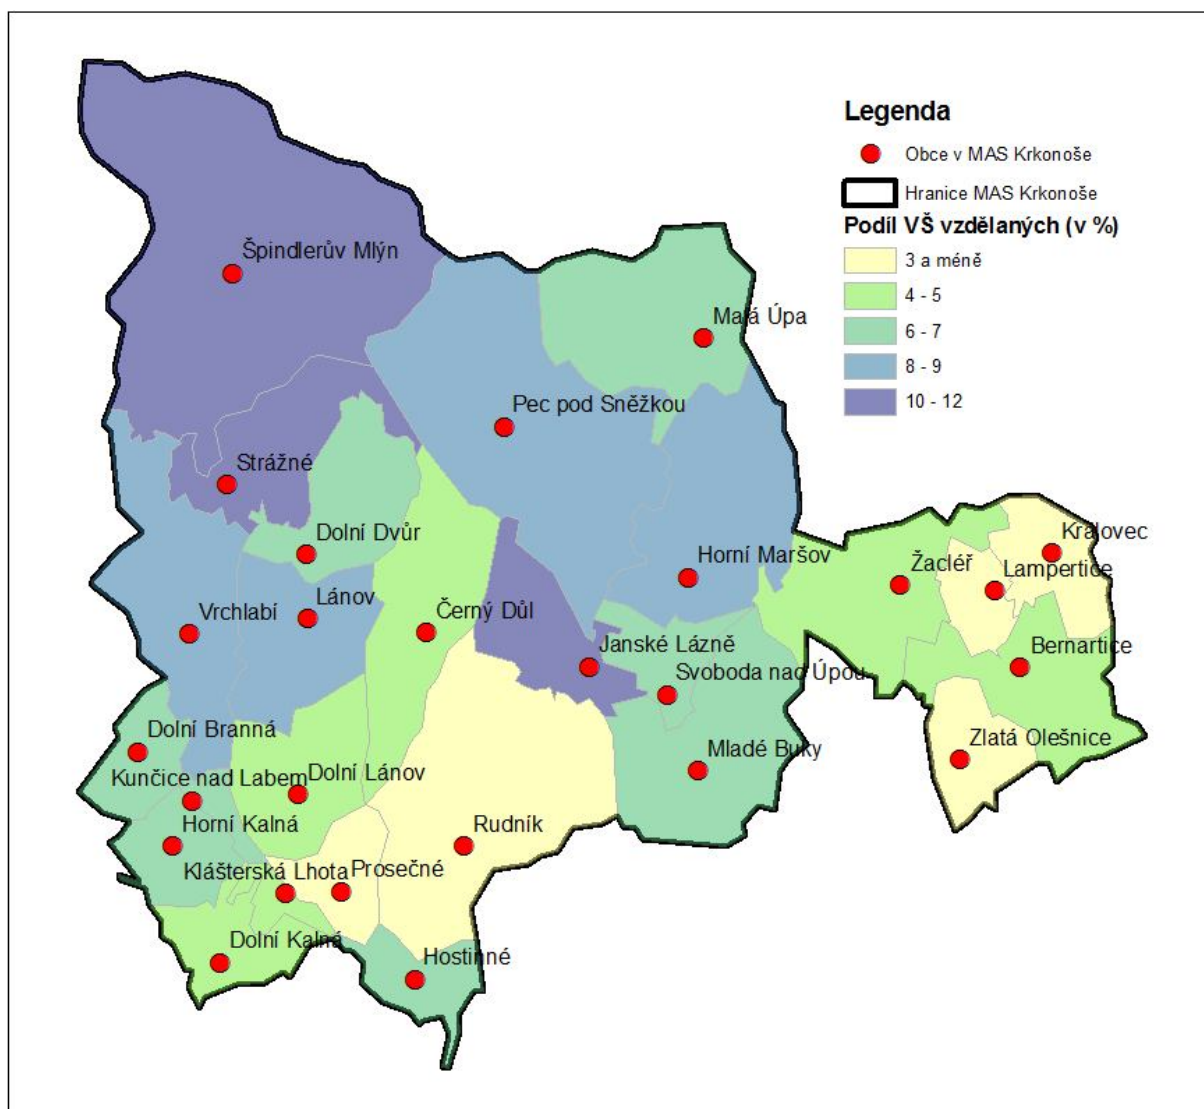 Legenda
Obce v MAS Krkonoše
Hranice MAS Krkonoše
Podíl VŠ vzdělaných (v %)
3 a méně
4 - 5
6 - 7
8 - 9
10 - 12
Špindlerův Mlýn
Malá Úpa
Pec pod Sněžkou
Strážné
Dolní Dvůr
Královec
Horní Maršov
Žacléř
Lampertice
Lánov
Vrchlabí
Černý Důl
Janské Lázně
Bernartice
Svoboda nad Úpou
Dolní Branná
Mladé Buky
Zlatá Olešnice
Kunčice nad Labem
Dolní Lánov
Horní Kalná
Rudník
Klášterská Lhota
Prosečné
Dolní Kalná
Hostinné